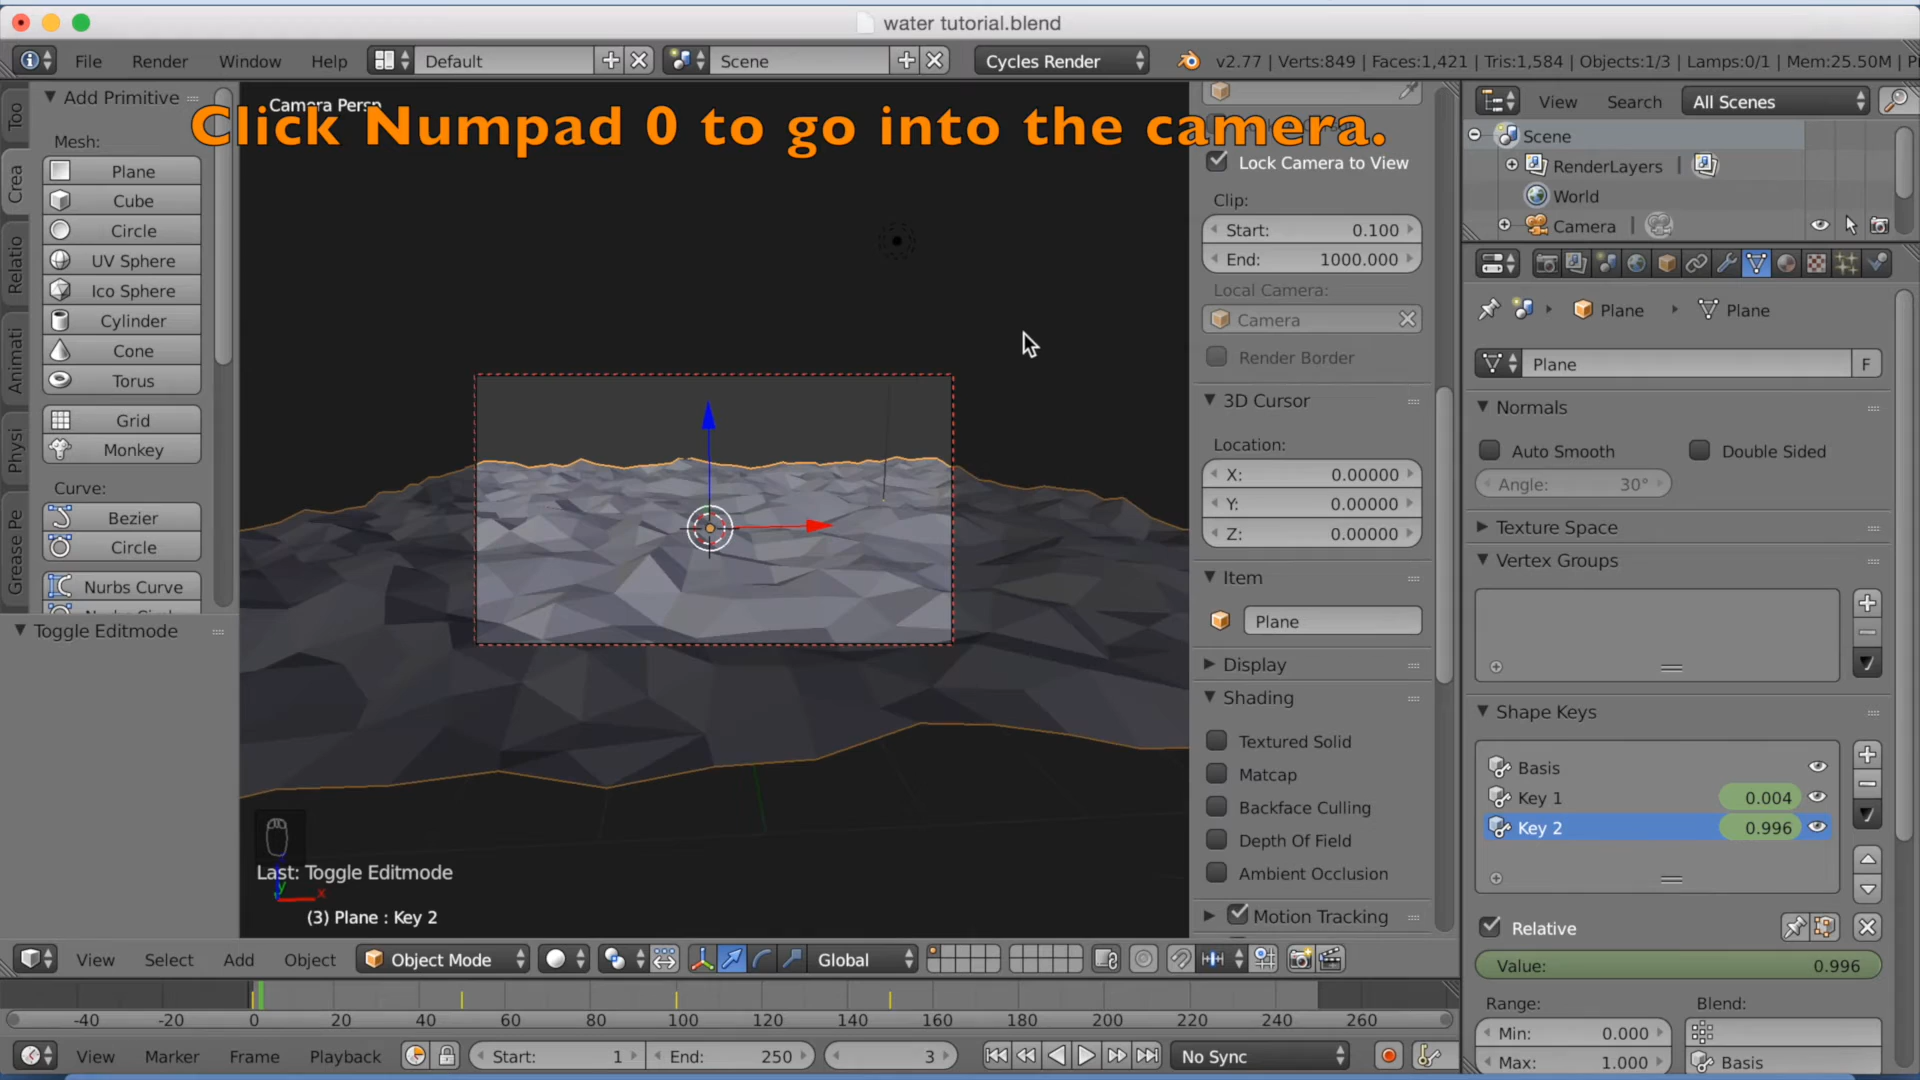 water tutorial.blend
File Render Window Help Default Scene Cycles Render v2.77 | Verts:849 | Faces:1,421 | Tris:1,584 | Objects:1/3 | Lamps:0/1 | Mem:25.50M |
Camera Persp
Click Numpad 0 to go into the camera.
Too
Crea
Relatio
Animati
Physi
Grease Pe
Add Primitive
Mesh:
Plane
Cube
Circle
UV Sphere
Ico Sphere
Cylinder
Cone
Torus
Grid
Monkey
Curve:
Bezier
Circle
Nurbs Curve
Toggle Editmode
Last: Toggle Editmode
(3) Plane : Key 2
Lock Camera to View
Clip:
Start: 0.100
End: 1000.000
Local Camera:
Camera
Render Border
3D Cursor
Location:
X: 0.00000
Y: 0.00000
Z: 0.00000
Item
Plane
Display
Shading
Textured Solid
Matcap
Backface Culling
Depth Of Field
Ambient Occlusion
Motion Tracking
View Search All Scenes
Scene
RenderLayers
World
Camera
Plane Plane
Plane F
Normals
Auto Smooth Double Sided
Angle: 30°
Texture Space
Vertex Groups
Shape Keys
Basis
Key 1 0.004
Key 2 0.996
Relative
Value: 0.996
Range: Blend:
Min: 0.000
Max: 1.000 Basis
View Select Add Object Object Mode Global
-40 -20 0 20 40 60 80 100 120 140 160 180 200 220 240 260
View Marker Frame Playback Start: 1 End: 250 3 No Sync